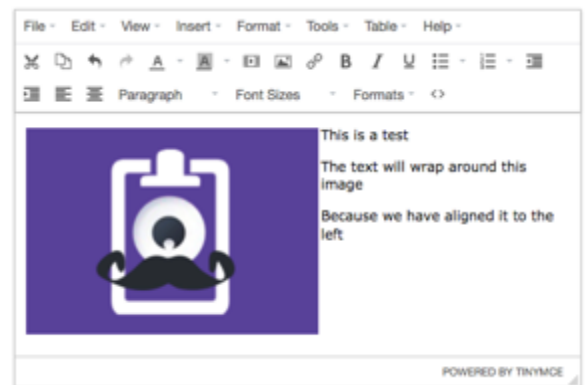 File Edit View Insert Format Tools Table Help
A A B I U
Paragraph Font Sizes Formats <>
This is a test
The text will wrap around this
image
Because we have aligned it to the
left
POWERED BY TINYMCE